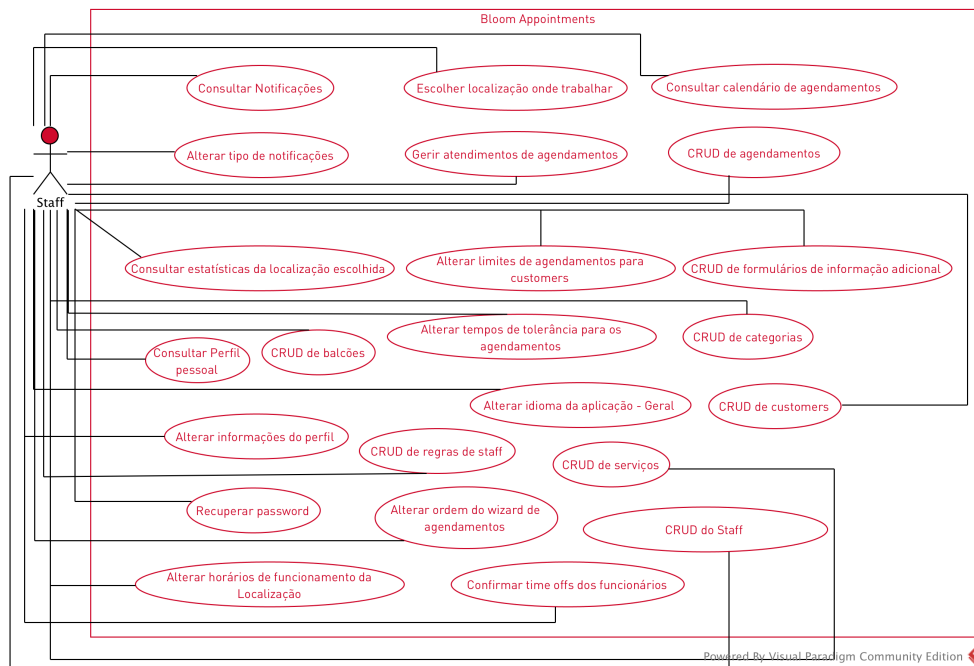 Bloom Appointments
Consultar Notificações
Escolher localização onde trabalhar
Consultar calendário de agendamentos
Alterar tipo de notificações
Gerir atendimentos de agendamentos
CRUD de agendamentos
Staff
Consultar estatísticas da localização escolhida
Alterar limites de agendamentos para
customers
CRUD de formulários de informação adicional
Alterar tempos de tolerância para os
agendamentos
CRUD de categorias
Consultar Perfil
pessoal
CRUD de balcões
Alterar idioma da aplicação - Geral
CRUD de customers
Alterar informações do perfil
CRUD de regras de staff
CRUD de serviços
Recuperar password
Alterar ordem do wizard de
agendamentos
CRUD do Staff
Alterar horários de funcionamento da
Localização
Confirmar time offs dos funcionários
Powered By Visual Paradigm Community Edition